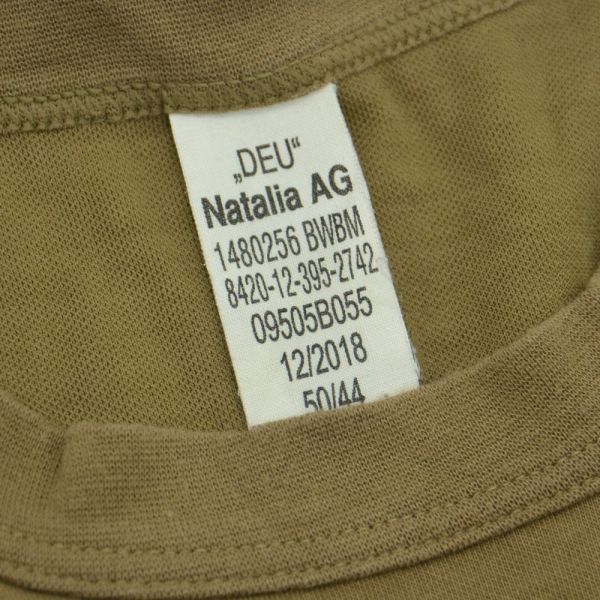 „DEU“
Natalia AG
1480256 BWBM
8420-12-395-2742
09505B055
12/2018
50/44